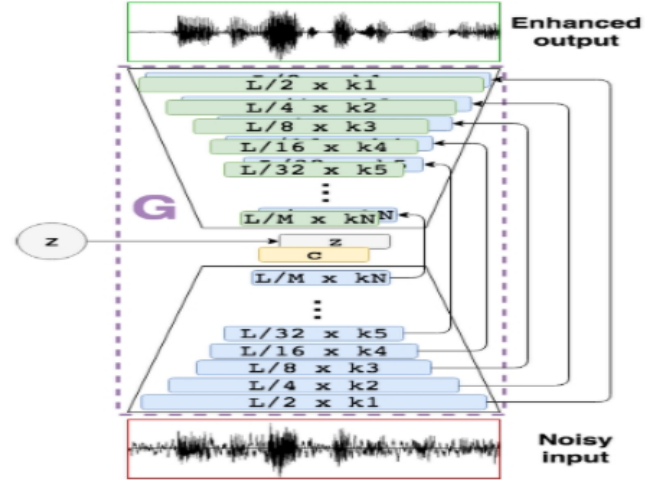 Enhanced
output
L/2 x k1
L/4 x k2
L/8 x k3
L/16 x k4
L/32 x k5
G
L/M x kN
N
z
z
c
L/M x kN
L/32 x k5
L/16 x k4
L/8 x k3
L/4 x k2
L/2 x k1
Noisy
input